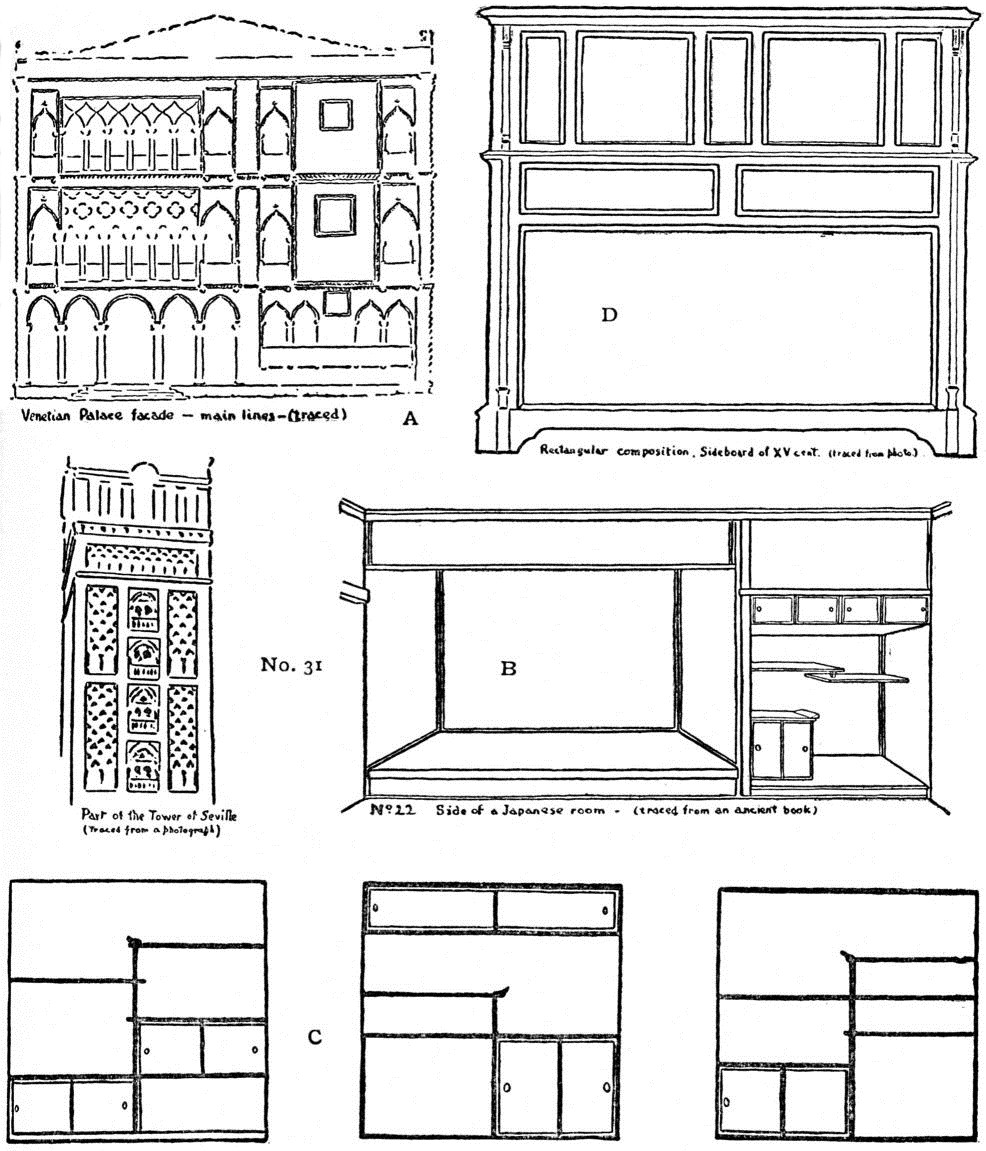 Venetian Palace facade — main lines — (traced)
A
D
Rectangular composition. Sideboard of XV cent. (traced from photo)
No. 31
B
Part of the Tower of Seville
(Traced from a photograph)
No 22 Side of a Japanese room - (traced from an ancient book)
C